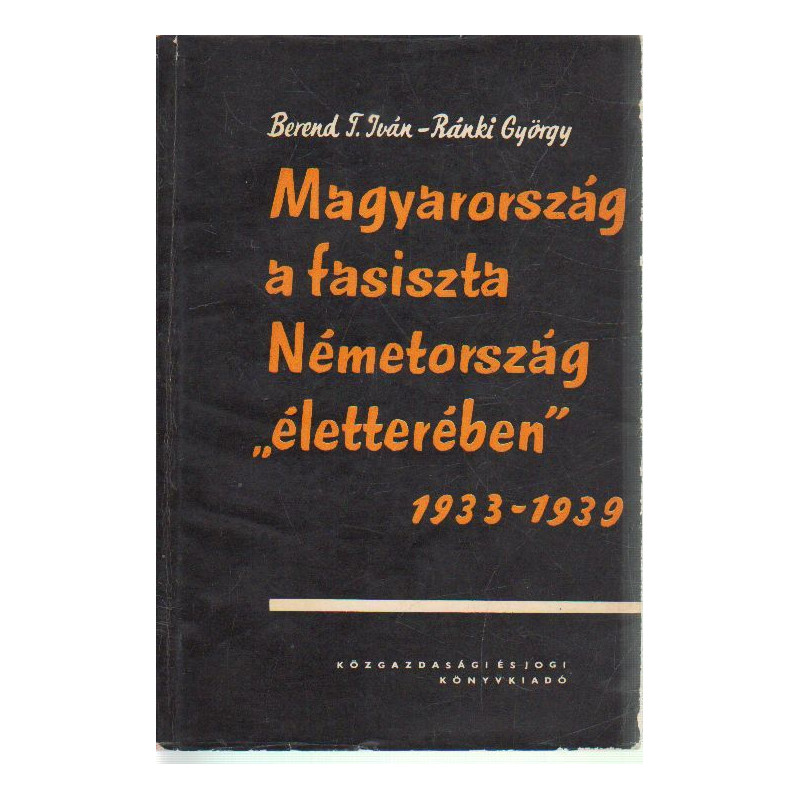 Berend T. Iván-Ránki György
Magyarország
a fasiszta
Németország
„életterében”
1933-1939
KÖZGAZDASÁGI ÉS JOGI
KÖNYVKIADÓ